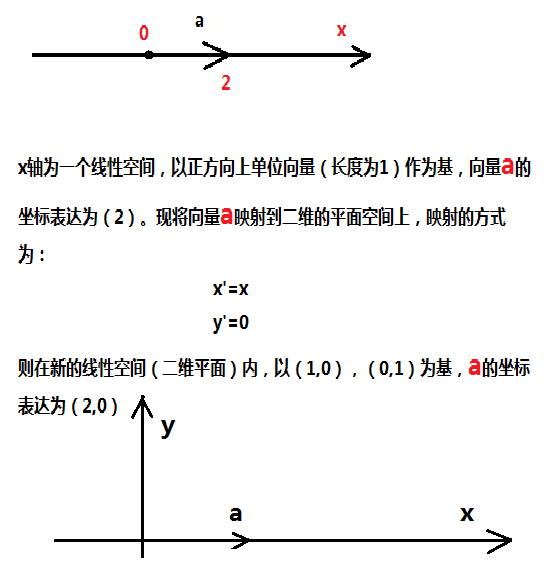 a
0
x
2
x轴为一个线性空间，以正方向上单位向量（长度为1）作为基，向量a的
坐标表达为（2）。现将向量a映射到二维的平面空间上，映射的方式
为：
x'=x
y'=0
则在新的线性空间（二维平面）内，以（1,0），（0,1）为基，a的坐标
表达为（2,0）
y
a
x